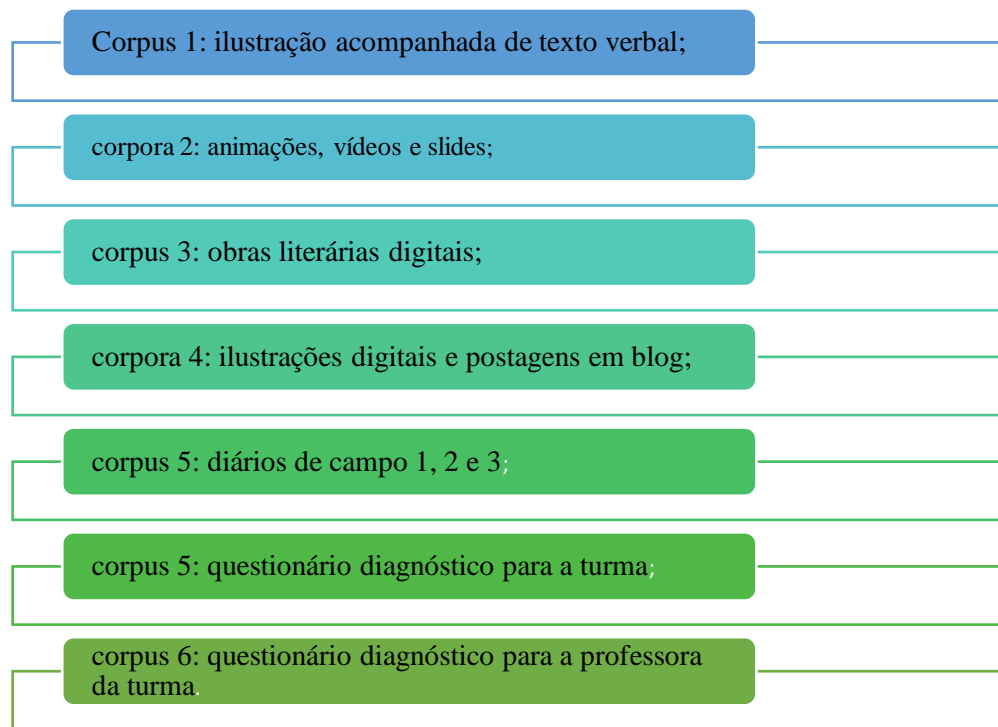 Corpus 1: ilustração acompanhada de texto verbal;
corpora 2: animações, vídeos e slides;
corpus 3: obras literárias digitais;
corpora 4: ilustrações digitais e postagens em blog;
corpus 5: diários de campo 1, 2 e 3;
corpus 5: questionário diagnóstico para a turma;
corpus 6: questionário diagnóstico para a professora
da turma.